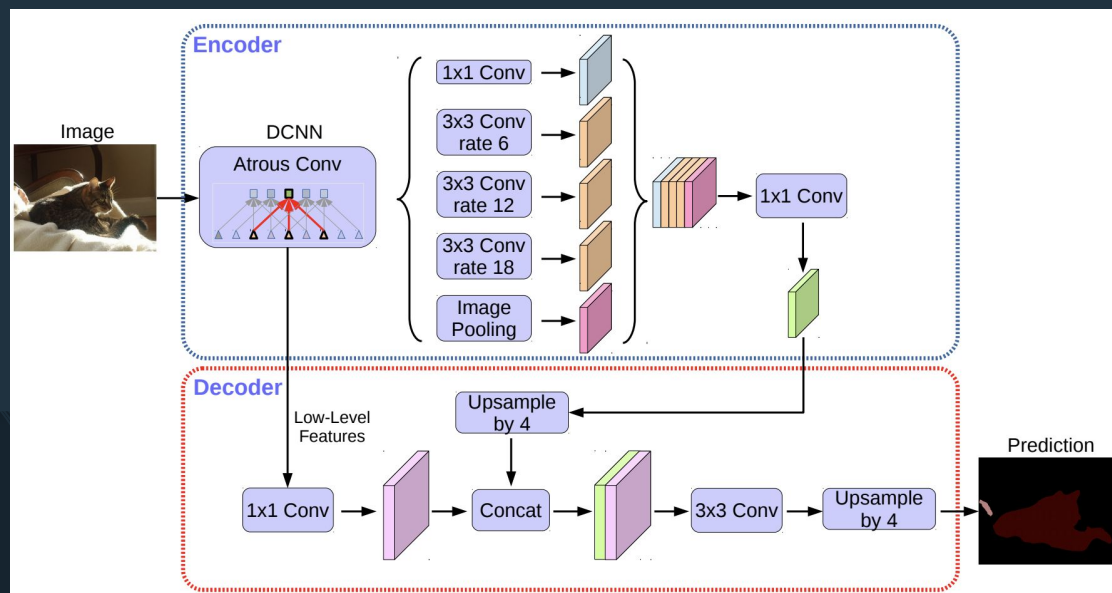 Encoder
Image
DCNN
Atrous Conv
1x1 Conv
3x3 Conv
rate 6
3x3 Conv
rate 12
3x3 Conv
rate 18
Image
Pooling
1x1 Conv
Decoder
Low-Level
Features
Upsample
by 4
1x1 Conv
Concat
3x3 Conv
Upsample
by 4
Prediction